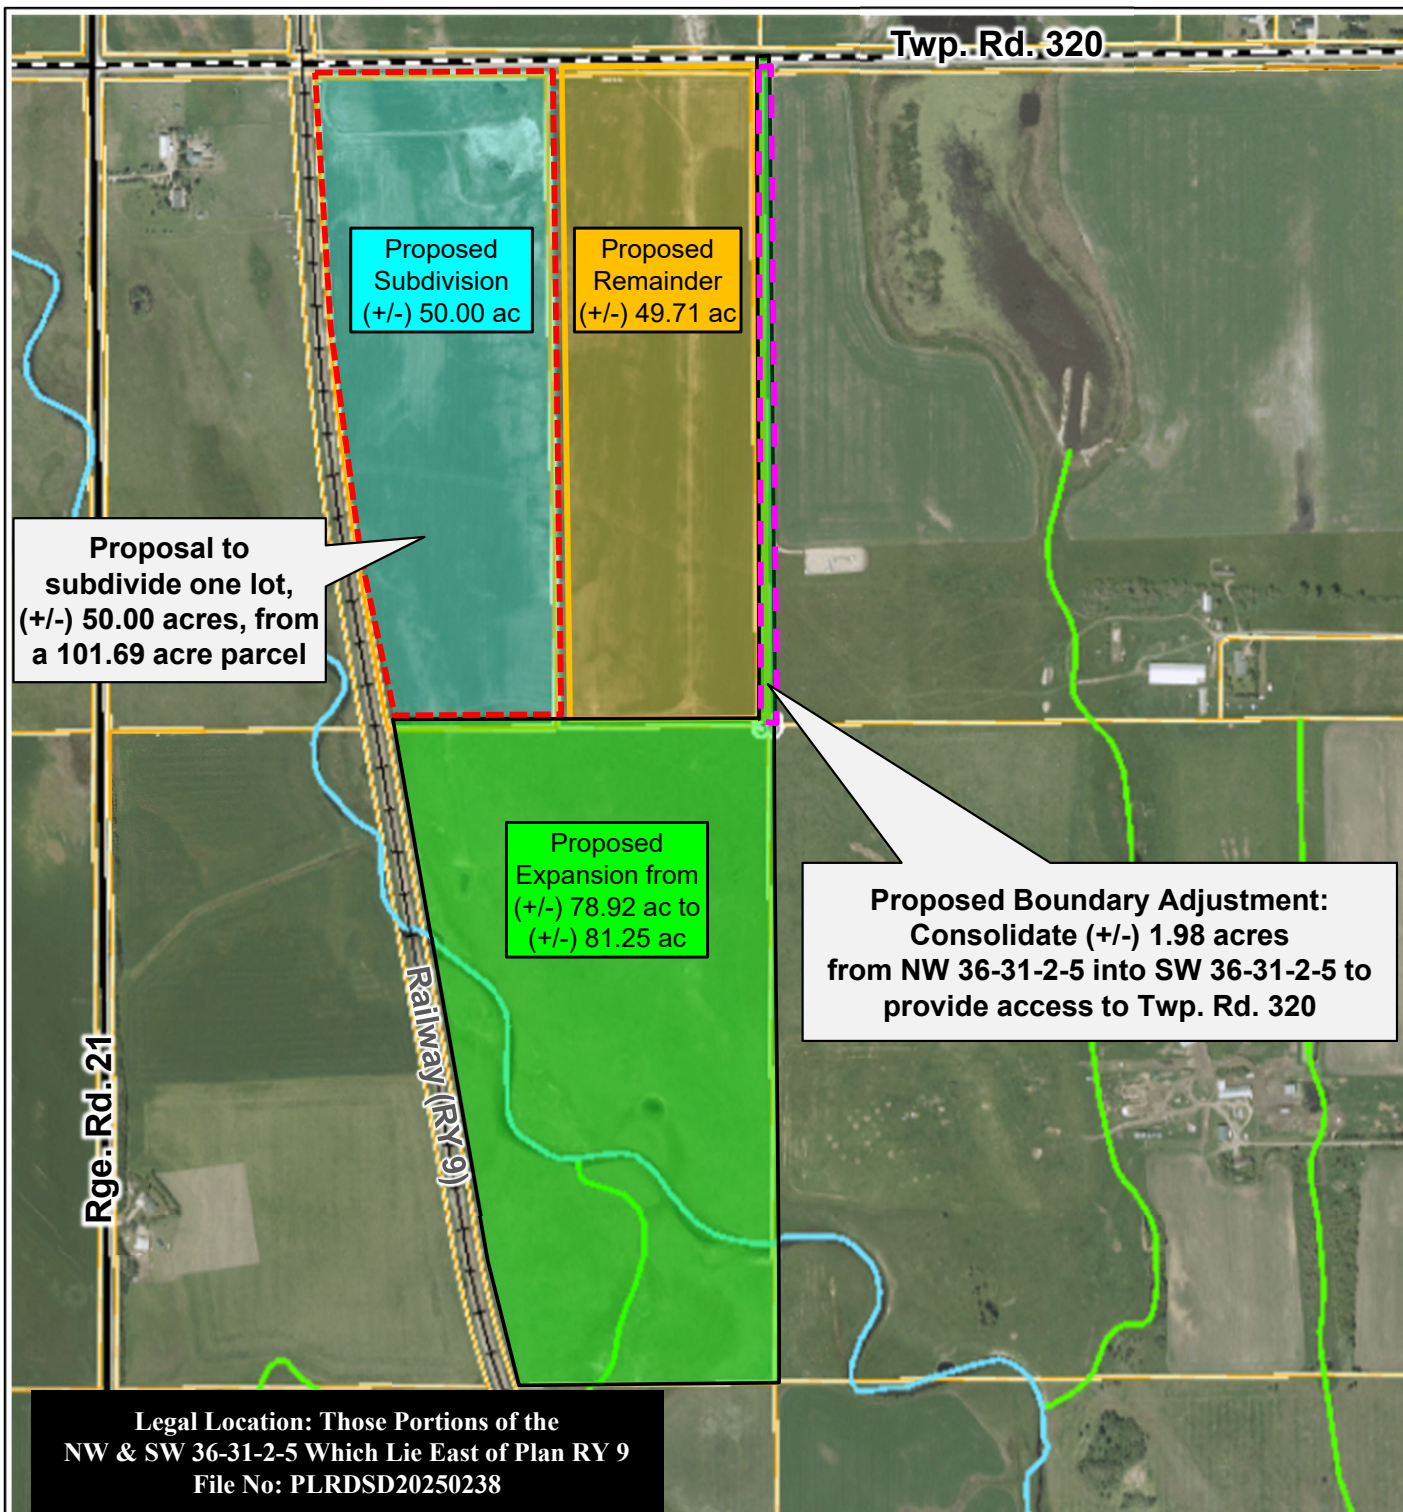 Twp. Rd. 320
Proposed
Subdivision
(+/-) 50.00 ac
Proposed
Remainder
(+/-) 49.71 ac
Proposal to
subdivide one lot,
(+/-) 50.00 acres, from
a 101.69 acre parcel
Proposed
Expansion from
(+/-) 78.92 ac to
(+/-) 81.25 ac
Proposed Boundary Adjustment:
Consolidate (+/-) 1.98 acres
from NW 36-31-2-5 into SW 36-31-2-5 to
provide access to Twp. Rd. 320
Railway (RY 9)
Rge. Rd. 21
Legal Location: Those Portions of the
NW & SW 36-31-2-5 Which Lie East of Plan RY 9
File No: PLRDSD20250238